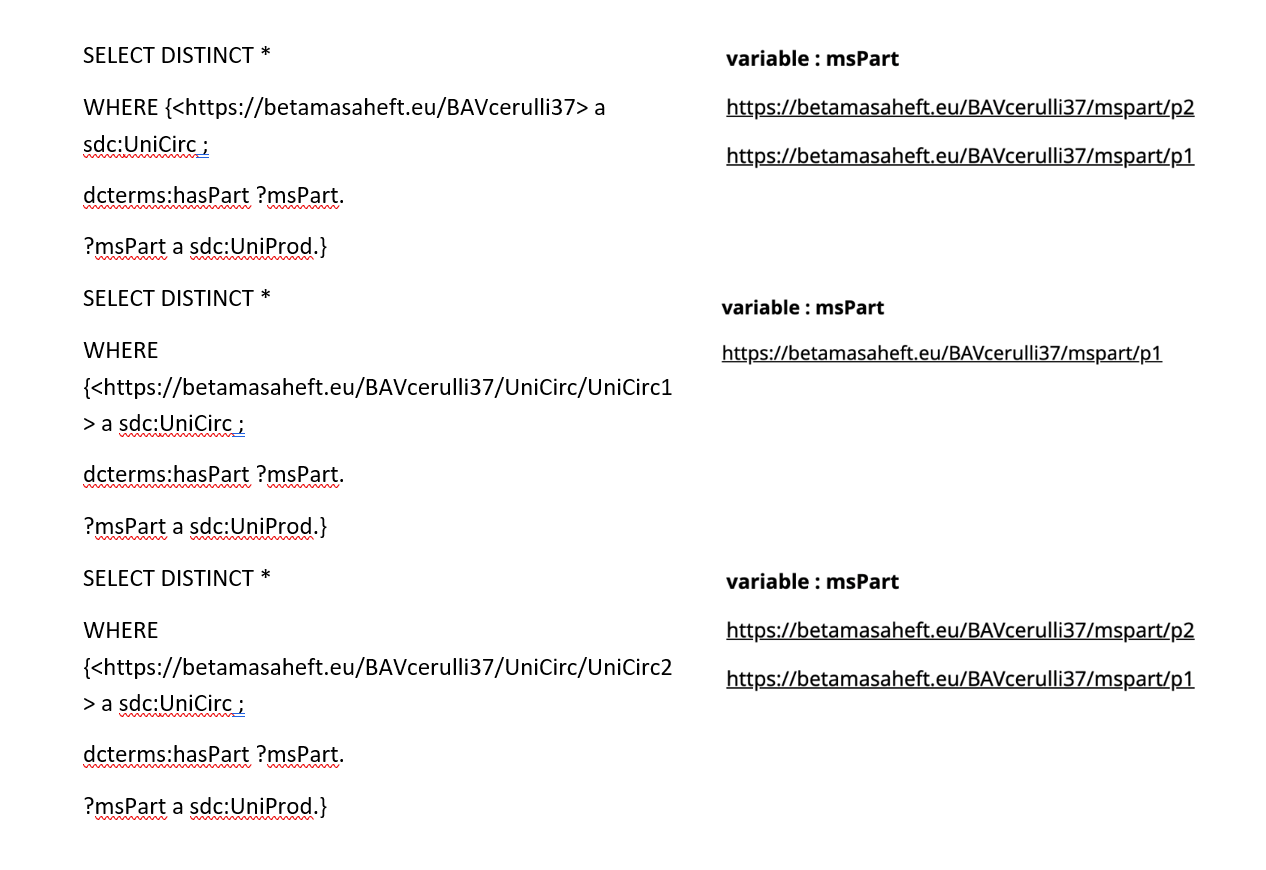 SELECT DISTINCT *
WHERE {<https://betamasaheft.eu/BAVcerulli37> a
sdc:UniCirc ;
dcterms:hasPart ?msPart.
?msPart a sdc:UniProd.}
variable : msPart
https://betamasaheft.eu/BAVcerulli37/mspart/p2
https://betamasaheft.eu/BAVcerulli37/mspart/p1
SELECT DISTINCT *
WHERE
{<https://betamasaheft.eu/BAVcerulli37/UniCirc/UniCirc1
> a sdc:UniCirc ;
dcterms:hasPart ?msPart.
?msPart a sdc:UniProd.}
variable : msPart
https://betamasaheft.eu/BAVcerulli37/mspart/p1
SELECT DISTINCT *
WHERE
{<https://betamasaheft.eu/BAVcerulli37/UniCirc/UniCirc2
> a sdc:UniCirc ;
dcterms:hasPart ?msPart.
?msPart a sdc:UniProd.}
variable : msPart
https://betamasaheft.eu/BAVcerulli37/mspart/p2
https://betamasaheft.eu/BAVcerulli37/mspart/p1